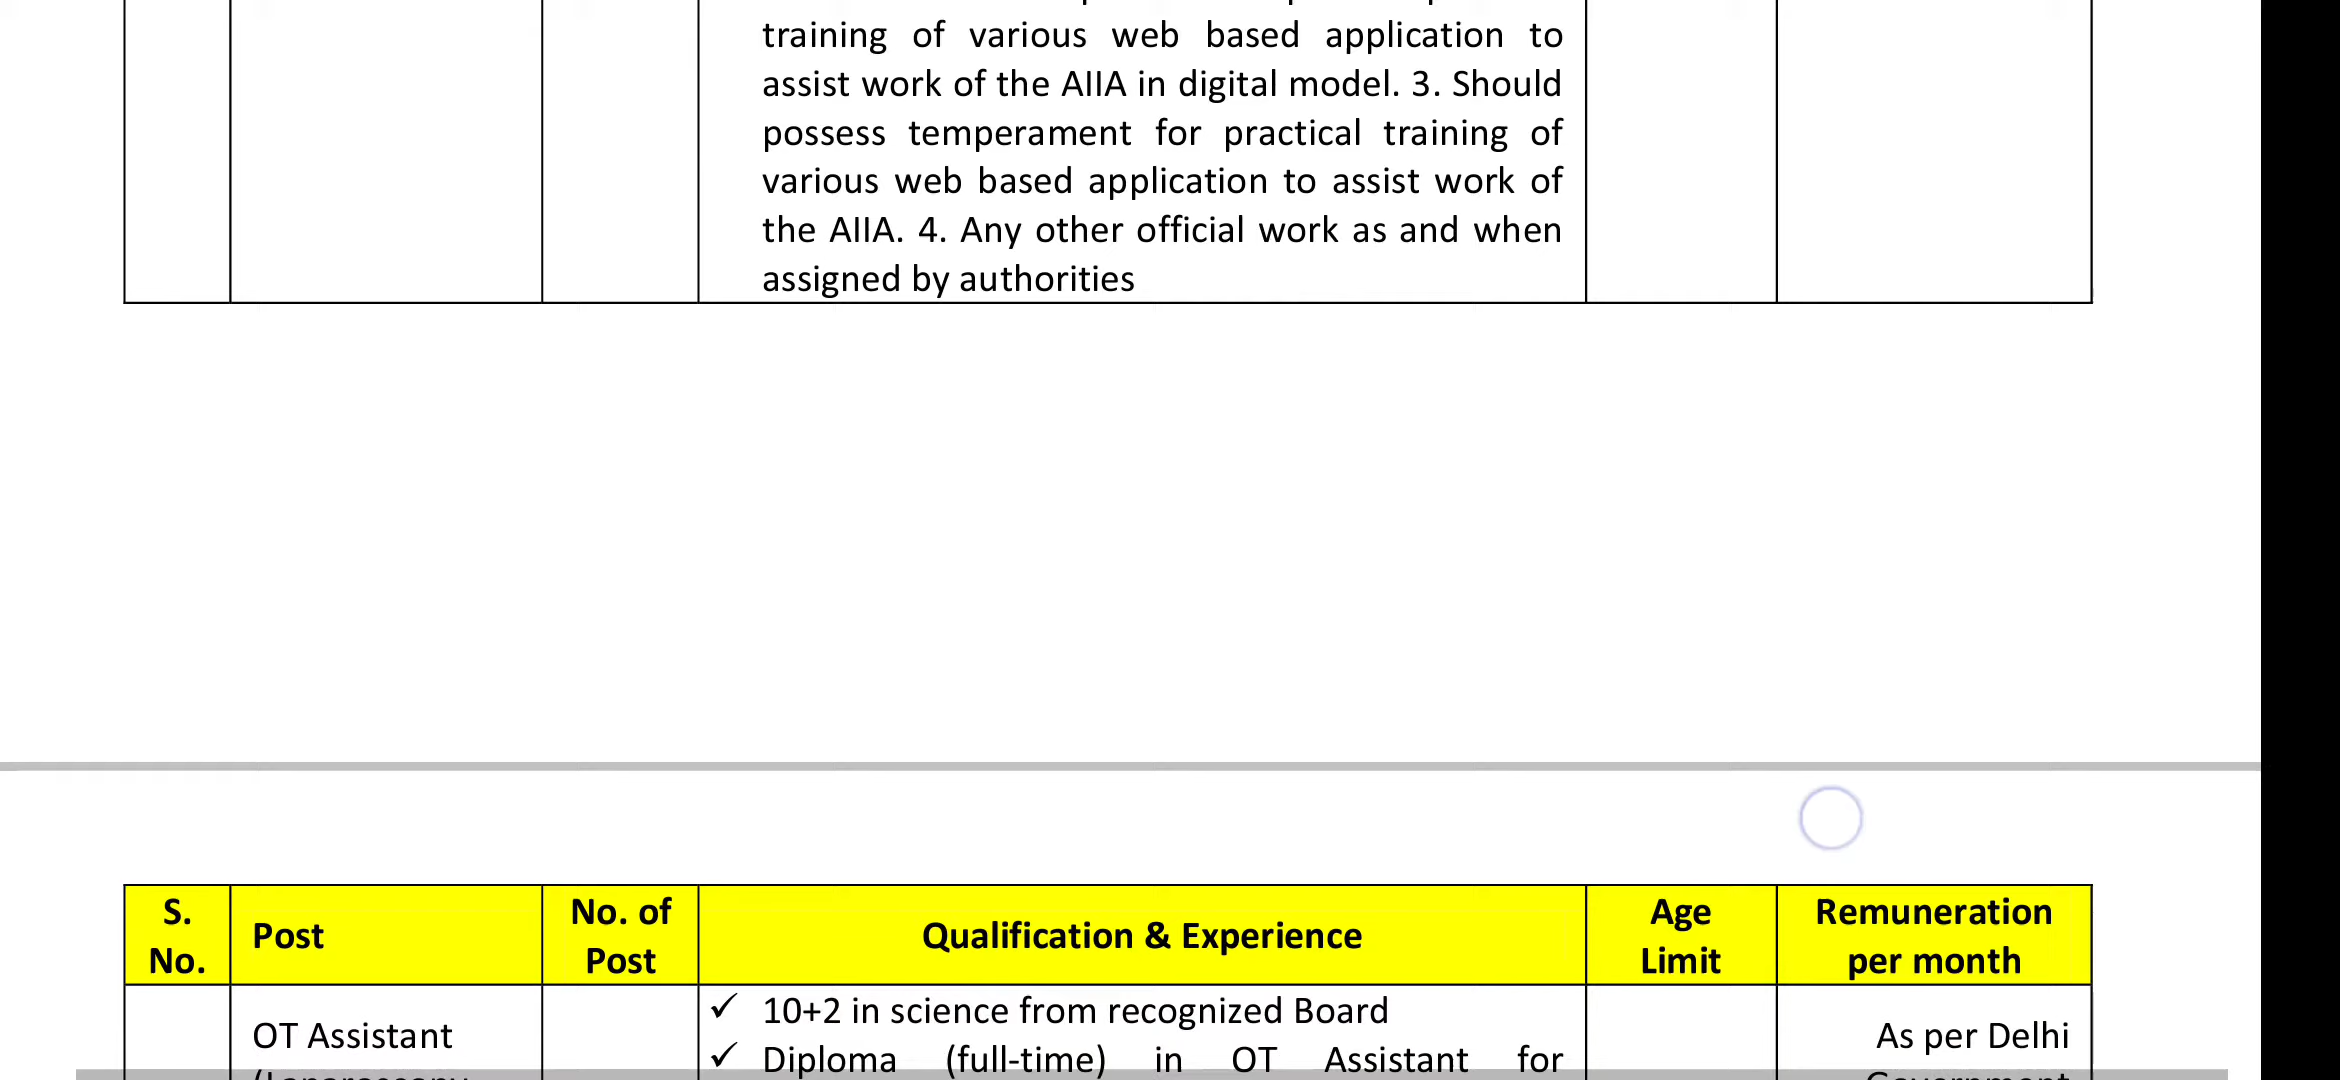 training of various web based application to
assist work of the AIIA in digital model. 3. Should
possess temperament for practical training of
various web based application to assist work of
the AIIA. 4. Any other official work as and when
assigned by authorities
S. No.
Post
No. of Post
Qualification & Experience
Age Limit
Remuneration per month
OT Assistant
✓ 10+2 in science from recognized Board
✓ Diploma (full-time) in OT Assistant for
As per Delhi